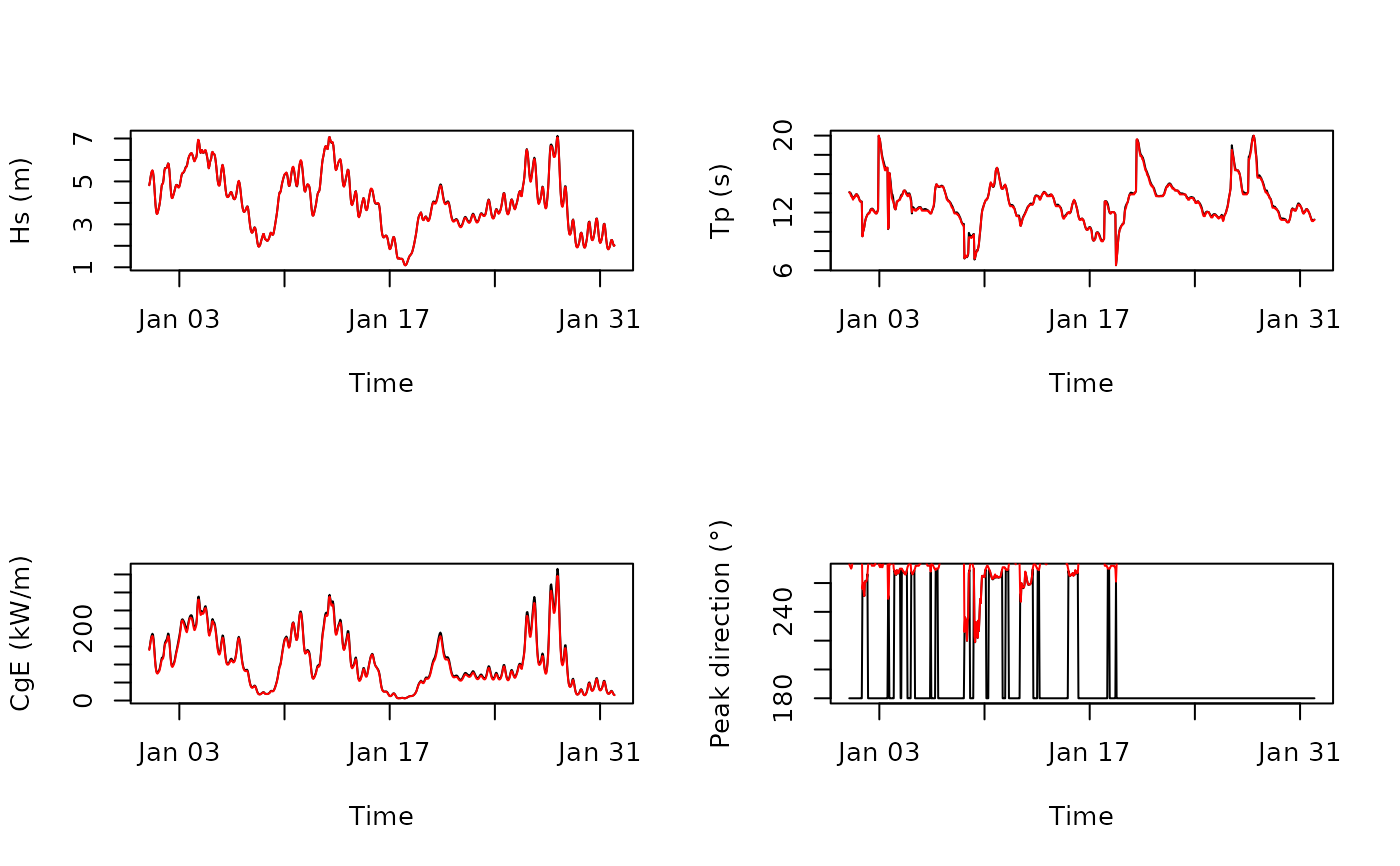 Hs (m)
7
5
3
1
Jan 03
Jan 17
Jan 31
Time
Tp (s)
20
12
6
Jan 03
Jan 17
Jan 31
Time
CgE (kW/m)
200
0
Jan 03
Jan 17
Jan 31
Time
Peak direction (°)
240
180
Jan 03
Jan 17
Jan 31
Time